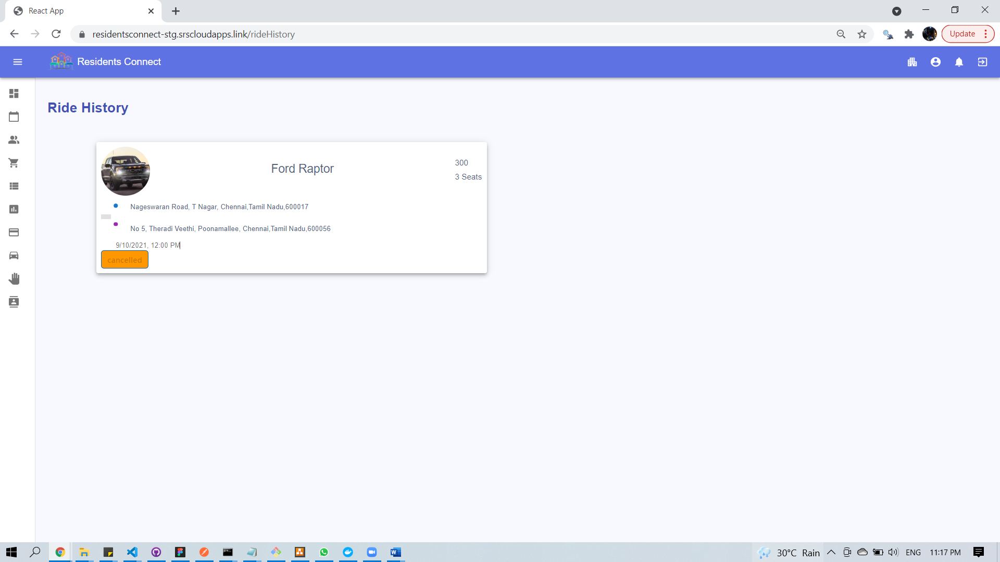 React App
residentsconnect-stg.srscloudapps.link/rideHistory
Update
Residents Connect
Ride History
Ford Raptor
300
3 Seats
Nageswaran Road, T Nagar, Chennai,Tamil Nadu,600017
No 5, Theradi Veethi, Poonamallee, Chennai,Tamil Nadu,600056
9/10/2021, 12:00 PM
cancelled
30°C Rain
ENG
11:17 PM